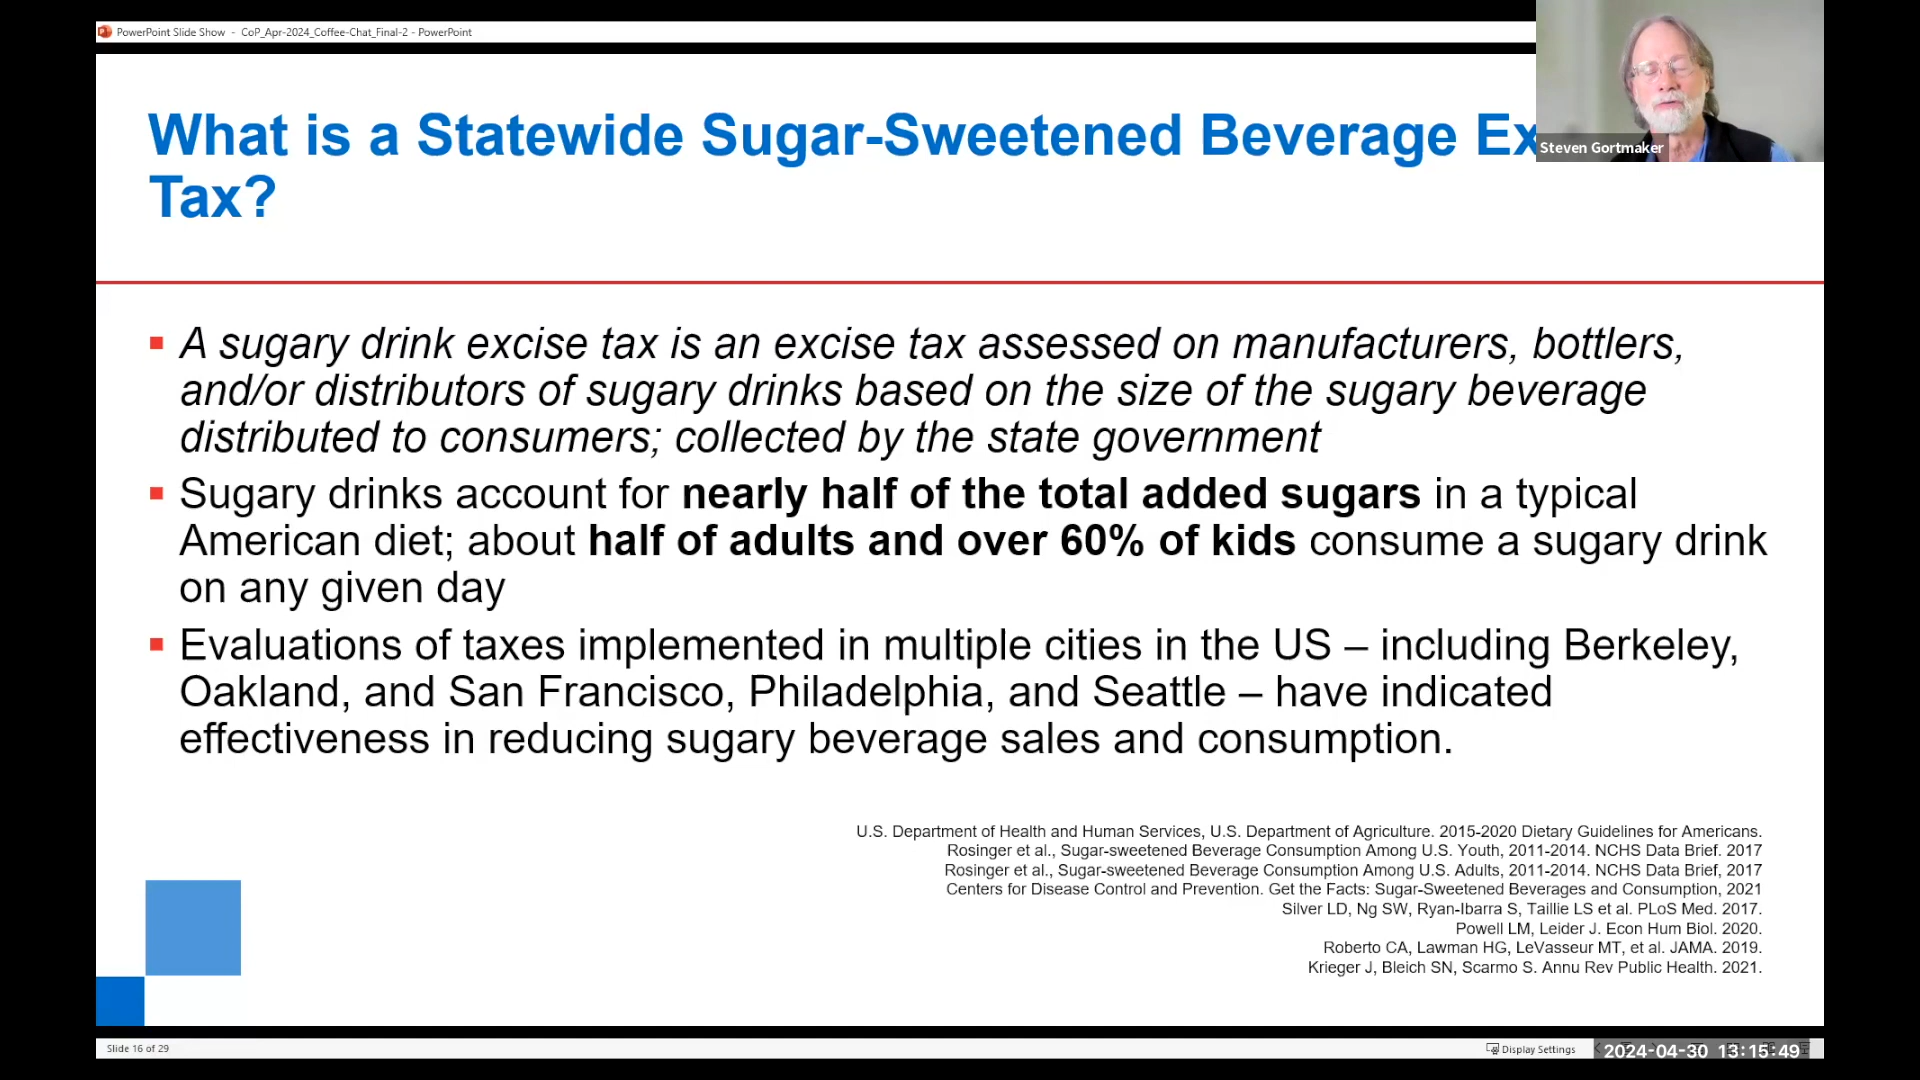 PowerPoint Slide Show - CoP_Apr-2024_Coffee-Chat_Final-2 - PowerPoint
Steven Gortmaker
What is a Statewide Sugar-Sweetened Beverage Ex
Tax?
A sugary drink excise tax is an excise tax assessed on manufacturers, bottlers,
and/or distributors of sugary drinks based on the size of the sugary beverage
distributed to consumers; collected by the state government
Sugary drinks account for nearly half of the total added sugars in a typical
American diet; about half of adults and over 60% of kids consume a sugary drink
on any given day
Evaluations of taxes implemented in multiple cities in the US – including Berkeley,
Oakland, and San Francisco, Philadelphia, and Seattle – have indicated
effectiveness in reducing sugary beverage sales and consumption.
U.S. Department of Health and Human Services, U.S. Department of Agriculture. 2015-2020 Dietary Guidelines for Americans.
Rosinger et al., Sugar-sweetened Beverage Consumption Among U.S. Youth, 2011-2014. NCHS Data Brief. 2017
Rosinger et al., Sugar-sweetened Beverage Consumption Among U.S. Adults, 2011-2014. NCHS Data Brief, 2017
Centers for Disease Control and Prevention. Get the Facts: Sugar-Sweetened Beverages and Consumption, 2021
Silver LD, Ng SW, Ryan-Ibarra S, Taillie LS et al. PLoS Med. 2017.
Powell LM, Leider J. Econ Hum Biol. 2020.
Roberto CA, Lawman HG, LeVasseur MT, et al. JAMA. 2019.
Krieger J, Bleich SN, Scarmo S. Annu Rev Public Health. 2021.
Slide 16 of 29
Display Settings
2024-04-30 13:15:49